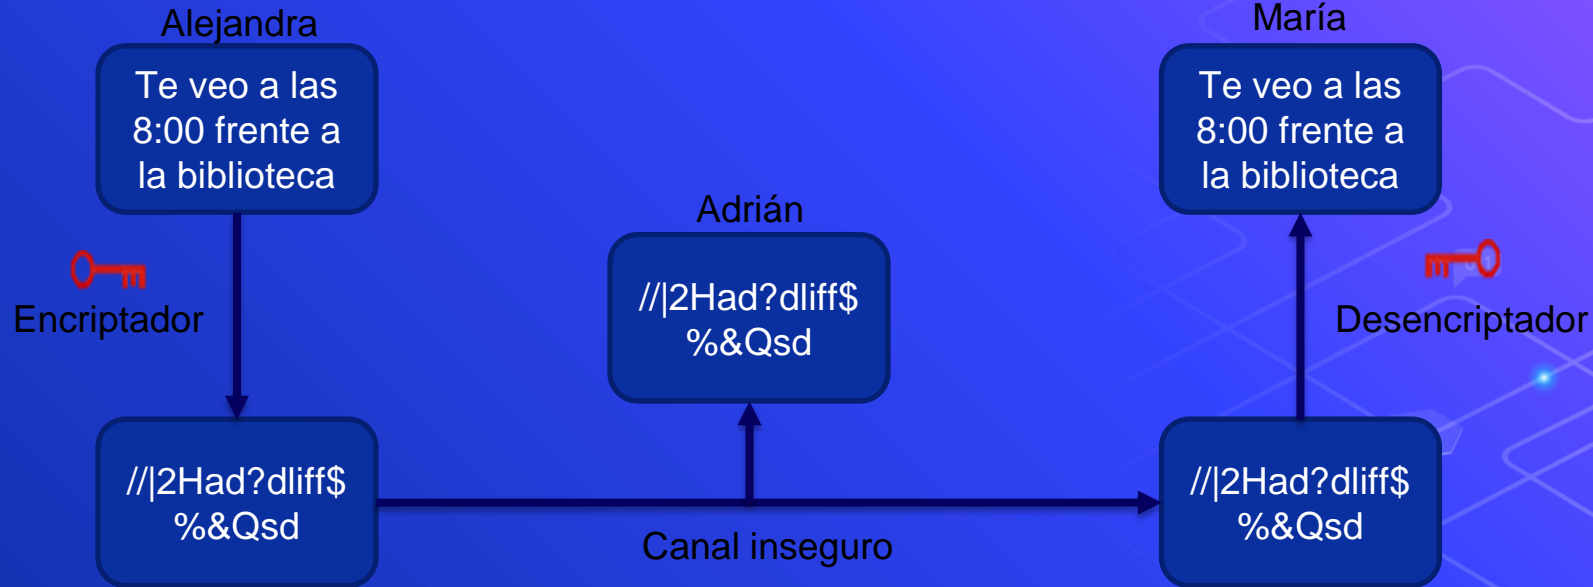 Alejandra
Te veo a las
8:00 frente a
la biblioteca
Encriptador
//|2Had?dliff$
%&Qsd
Adrián
//|2Had?dliff$
%&Qsd
Canal inseguro
María
Te veo a las
8:00 frente a
la biblioteca
Desencriptador
//|2Had?dliff$
%&Qsd